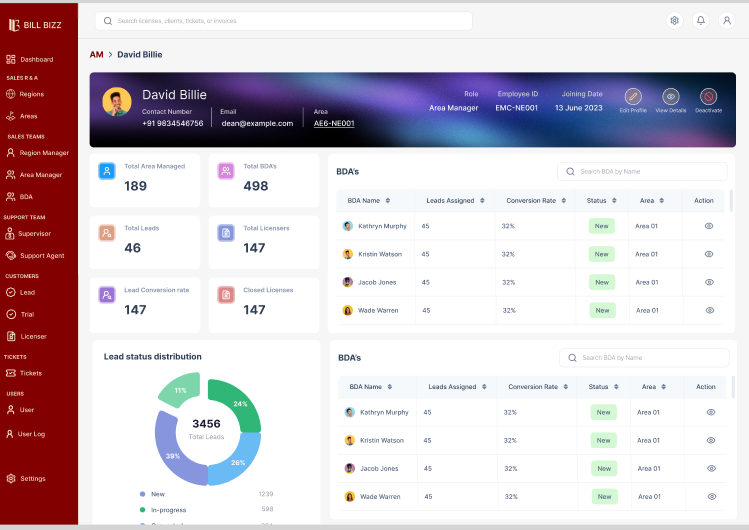 BILL BIZZ
Search licenses, clients, tickets, or invoices.
Dashboard
SALES R & A
Regions
Areas
SALES TEAMS
Region Manager
Area Manager
BDA
SUPPORT TEAM
Supervisor
Support Agent
CUSTOMERS
Lead
Trial
Licenser
TICKETS
Tickets
USERS
User
User Log
Settings
AM > David Billie
David Billie
Contact Number Email Area
+91 9834546756 dean@example.com AE6-NE001
Role Employee ID Joining Date
Area Manager EMC-NE001 13 June 2023
Edit Profile View Details Deactivate
Total Area Managed
189
Total BDA's
498
Total Leads
46
Total Licensers
147
Lead Conversion rate
147
Closed Licenses
147
BDA's
Search BDA by Name
BDA Name Leads Assigned Conversion Rate Status Area Action
Kathryn Murphy 45 32% New Area 01
Kristin Watson 45 32% New Area 01
Jacob Jones 45 32% New Area 01
Wade Warren 45 32% New Area 01
Lead status distribution
11%
24%
39%
26%
3456
Total Leads
New 1239
In-progress 598
BDA's
Search BDA by Name
BDA Name Leads Assigned Conversion Rate Status Area Action
Kathryn Murphy 45 32% New Area 01
Kristin Watson 45 32% New Area 01
Jacob Jones 45 32% New Area 01
Wade Warren 45 32% New Area 01